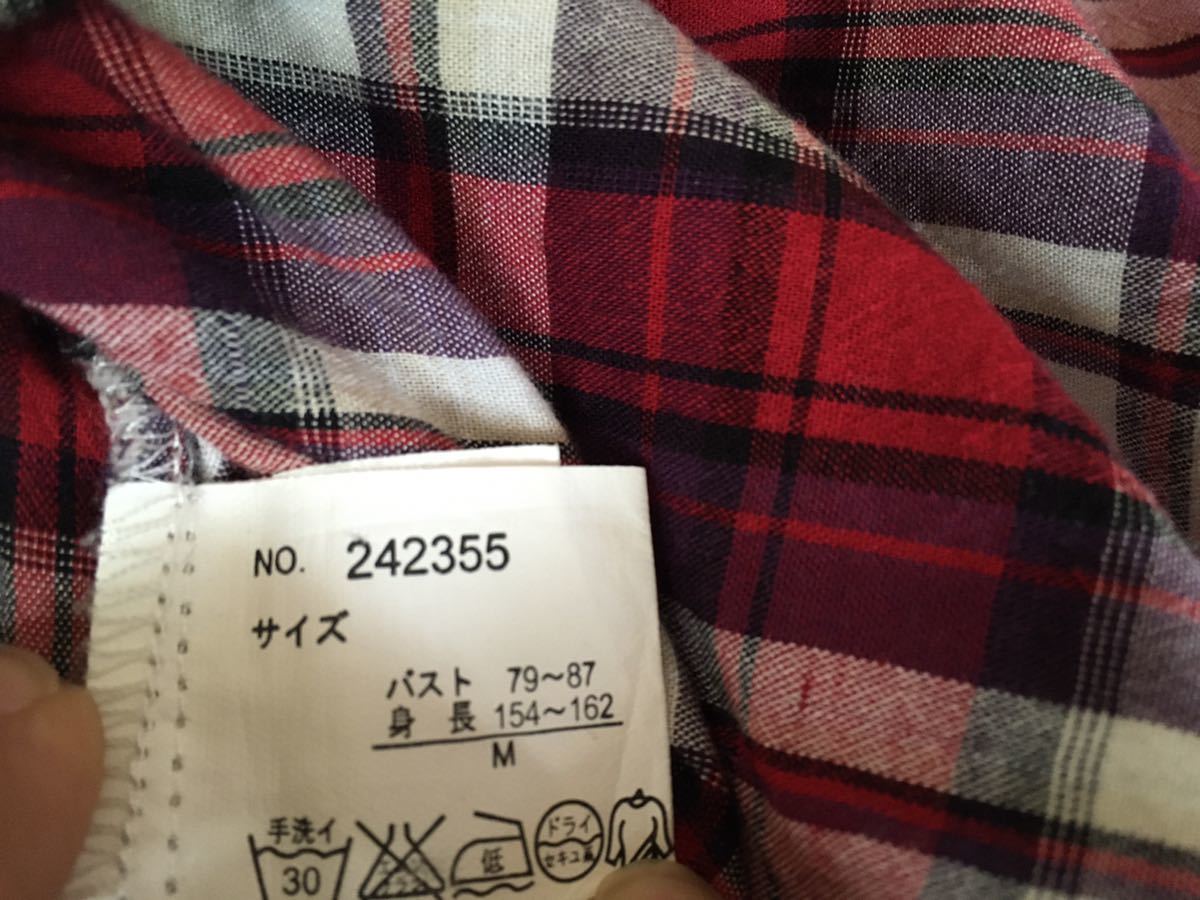 NO. 242355
サイズ
バスト 79～87
身長 154～162
M
手洗イ ドライ
30 低 セキユ系